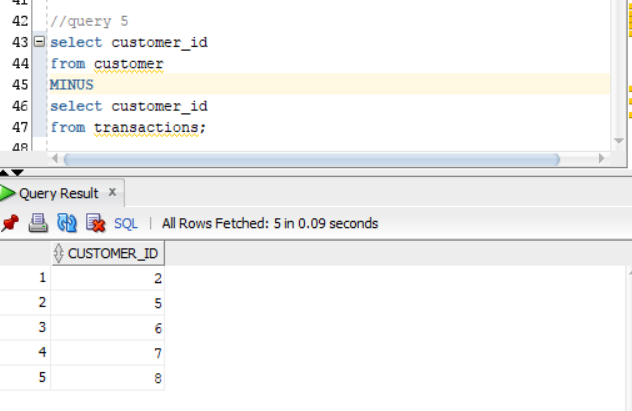 41
42 //query 5
43 select customer_id
44 from customer
45 MINUS
46 select customer_id
47 from transactions;
48
Query Result x
SQL | All Rows Fetched: 5 in 0.09 seconds
CUSTOMER_ID
1 2
2 5
3 6
4 7
5 8